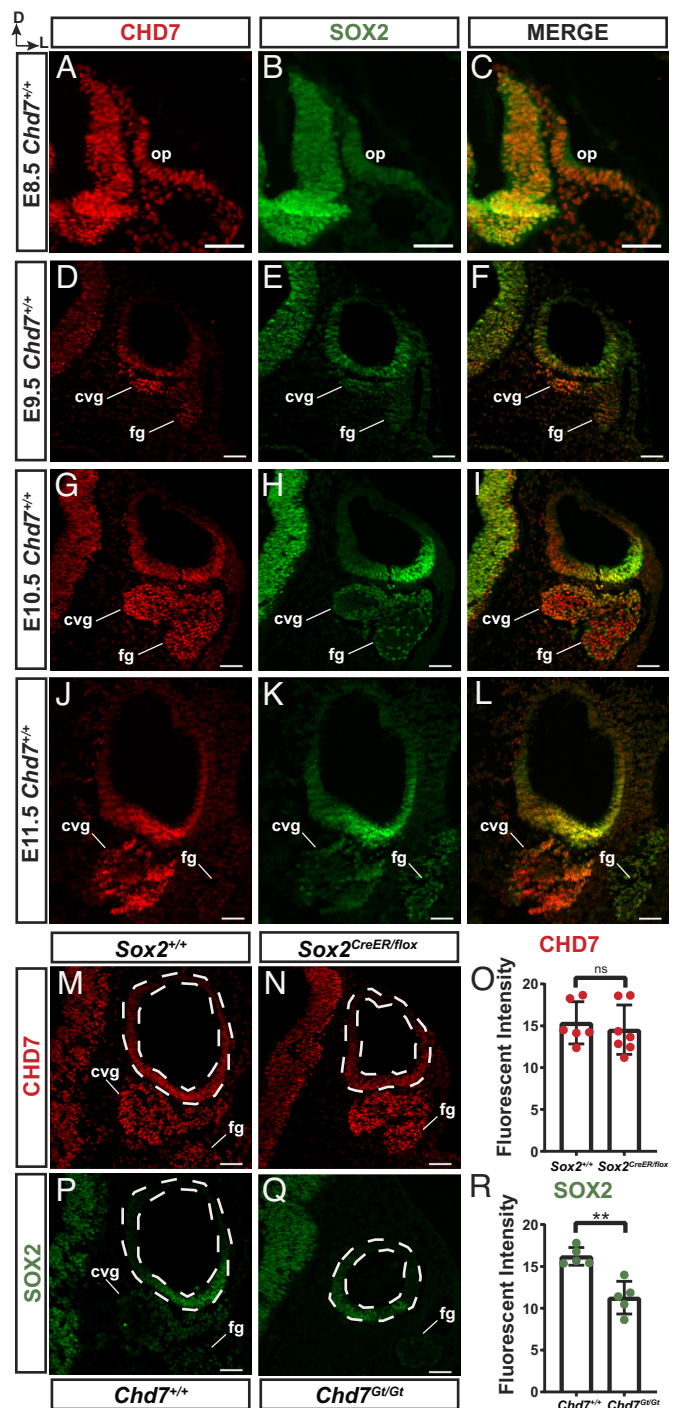 D
L
CHD7 SOX2 MERGE
E8.5 Chd7+/+
A B C
op op
E9.5 Chd7+/+
D E F
cvg cvg cvg
fg fg fg
E10.5 Chd7+/+
G H I
cvg cvg cvg
fg fg fg
E11.5 Chd7+/+
J K L
cvg cvg cvg
fg fg fg
Sox2+/+ Sox2CreER/flox
CHD7
M N
cvg
fg fg
O
CHD7
Fluorescent Intensity
20
15
10
5
0
ns
Sox2+/+ Sox2CreER/flox
SOX2
P Q
cvg
fg fg
Chd7+/+ Chd7Gt/Gt
R
SOX2
Fluorescent Intensity
20
15
10
5
0
**
Chd7+/+ Chd7Gt/Gt